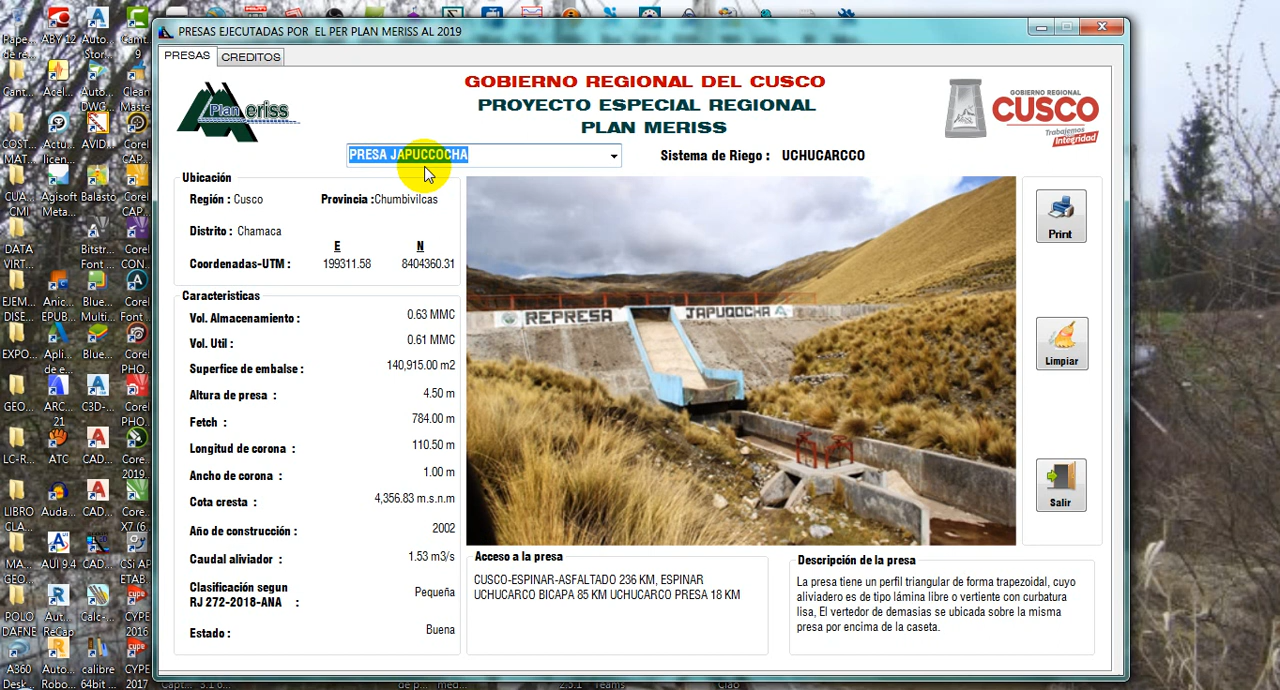 PRESAS EJECUTADAS POR EL PER PLAN MERISS AL 2019
PRESAS
CREDITOS
GOBIERNO REGIONAL DEL CUSCO
PROYECTO ESPECIAL REGIONAL
PLAN MERISS
Plan eriss
GOBIERNO REGIONAL
CUSCO
Trabajemos
Integridad
PRESA JAPUCCOCHA
Sistema de Riego : UCHUCARCCO
Ubicación
Región : Cusco
Provincia :Chumbivilcas
Distrito : Chamaca
E N
Coordenadas-UTM : 199311.58 8404360.31
Caracteristicas
Vol. Almacenamiento : 0.63 MMC
Vol. Util : 0.61 MMC
Superfice de embalse : 140,915.00 m2
Altura de presa : 4.50 m
Fetch : 784.00 m
Longitud de corona : 110.50 m
Ancho de corona : 1.00 m
Cota cresta : 4,356.83 m.s.n.m
Año de construcción : 2002
Caudal aliviador : 1.53 m3/s
Clasificación segun
RJ 272-2018-ANA : Pequeña
Estado : Buena
REPRESA JAPUQOCHA
Print
Limpiar
Salir
Acceso a la presa
CUSCO-ESPINAR-ASFALTADO 236 KM, ESPINAR
UCHUCARCO BICAPA 85 KM UCHUCARCO PRESA 18 KM
Descripción de la presa
La presa tiene un perfil triangular de forma trapezoidal, cuyo
aliviadero es de tipo lámina libre o vertiente con curbatura
lisa, El vertedor de demasias se ubicada sobre la misma
presa por encima de la caseta.